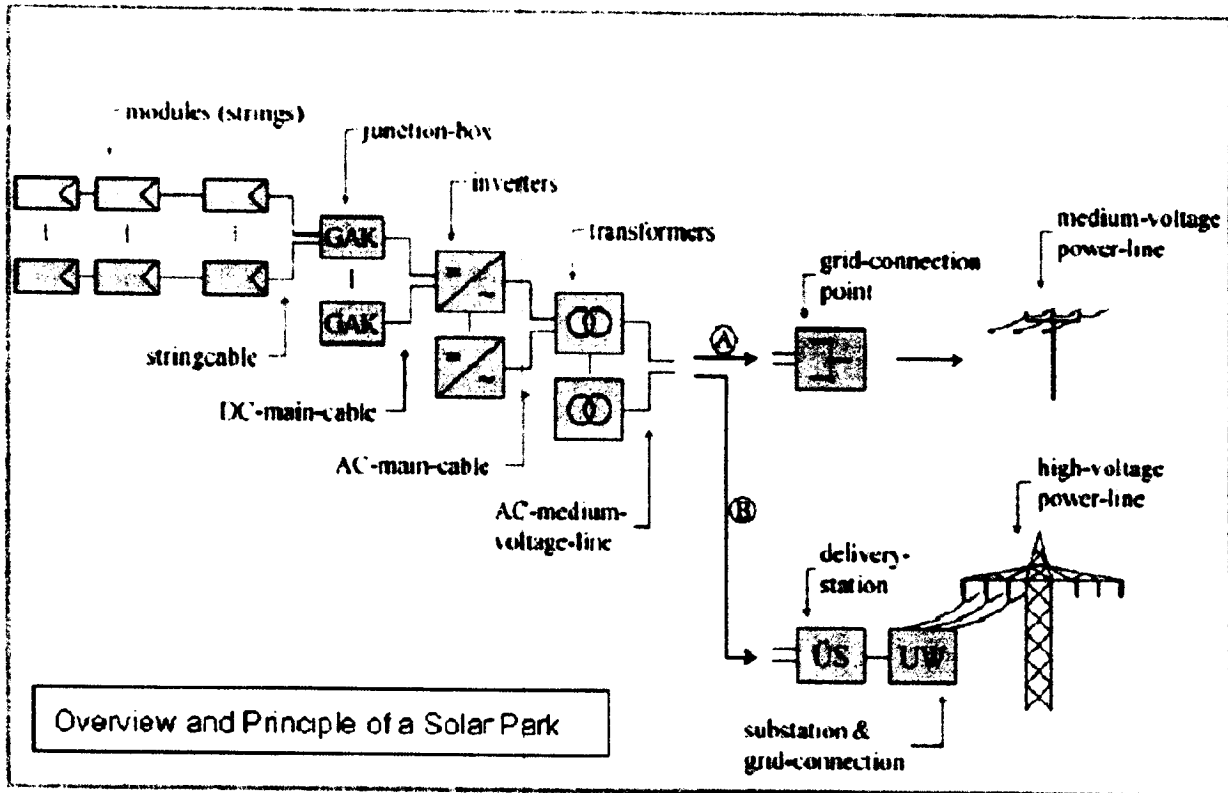 modules (strings)
junction-box
inverters
transformers
grid-connection
point
medium-voltage
power-line
GAK
GAK
=
~
=
~
stringcable
DC-main-cable
AC-main-cable
AC-medium-
voltage-line
A
B
high-voltage
power-line
delivery-
station
ÜS
UW
substation &
grid-connection
Overview and Principle of a Solar Park